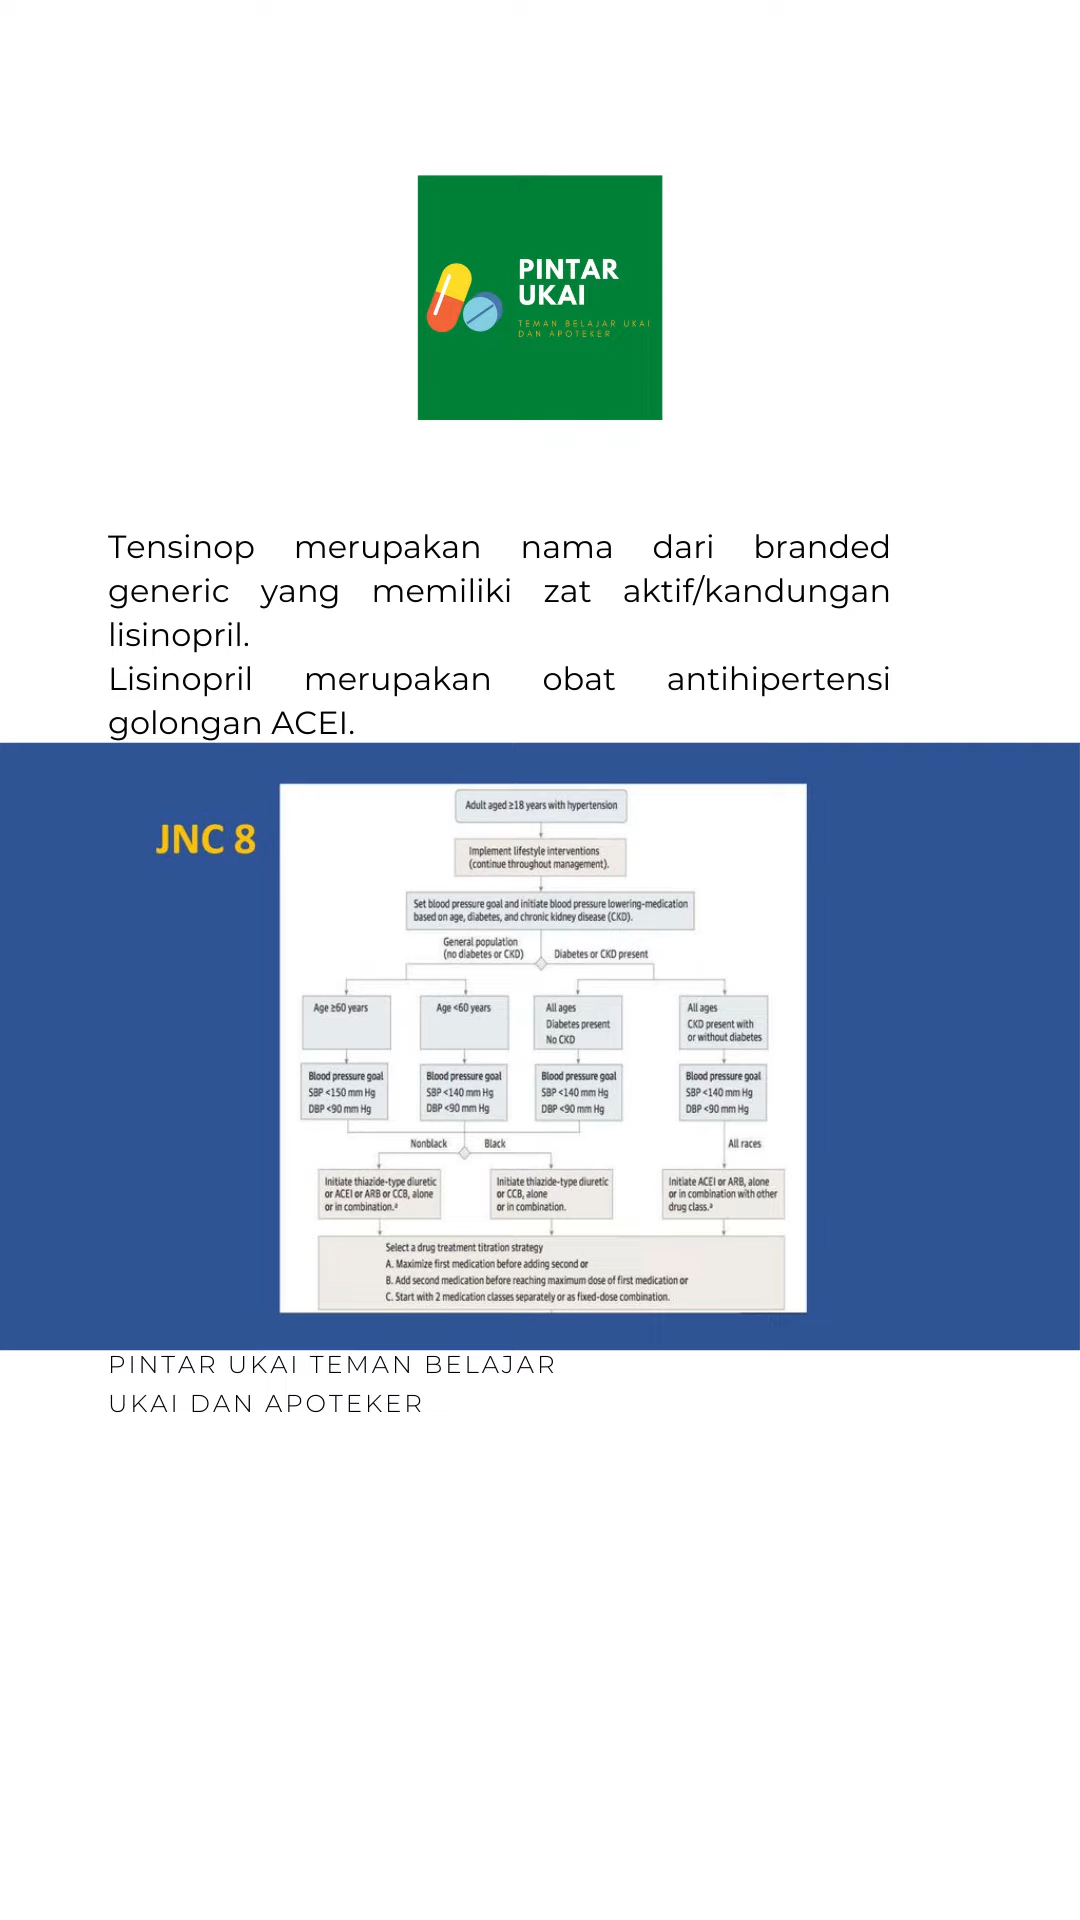 PINTAR
UKAI
TEMAN BELAJAR UKAI
DAN APOTEKER
Tensinop merupakan nama dari branded
generic yang memiliki zat aktif/kandungan
lisinopril.
Lisinopril merupakan obat antihipertensi
golongan ACEI.
JNC 8
Adult aged ≥18 years with hypertension
Implement lifestyle interventions
(continue throughout management).
Set blood pressure goal and initiate blood pressure lowering-medication
based on age, diabetes, and chronic kidney disease (CKD).
General population
(no diabetes or CKD)
Diabetes or CKD present
Age ≥60 years
Age <60 years
All ages
Diabetes present
No CKD
All ages
CKD present with
or without diabetes
Blood pressure goal
SBP <150 mm Hg
DBP <90 mm Hg
Blood pressure goal
SBP <140 mm Hg
DBP <90 mm Hg
Blood pressure goal
SBP <140 mm Hg
DBP <90 mm Hg
Blood pressure goal
SBP <140 mm Hg
DBP <90 mm Hg
Nonblack
Black
All races
Initiate thiazide-type diuretic
or ACEI or ARB or CCB, alone
or in combination.ª
Initiate thiazide-type diuretic
or CCB, alone
or in combination.
Initiate ACEI or ARB, alone
or in combination with other
drug class.ª
Select a drug treatment titration strategy
A. Maximize first medication before adding second or
B. Add second medication before reaching maximum dose of first medication or
C. Start with 2 medication classes separately or as fixed-dose combination.
PINTAR UKAI TEMAN BELAJAR
UKAI DAN APOTEKER